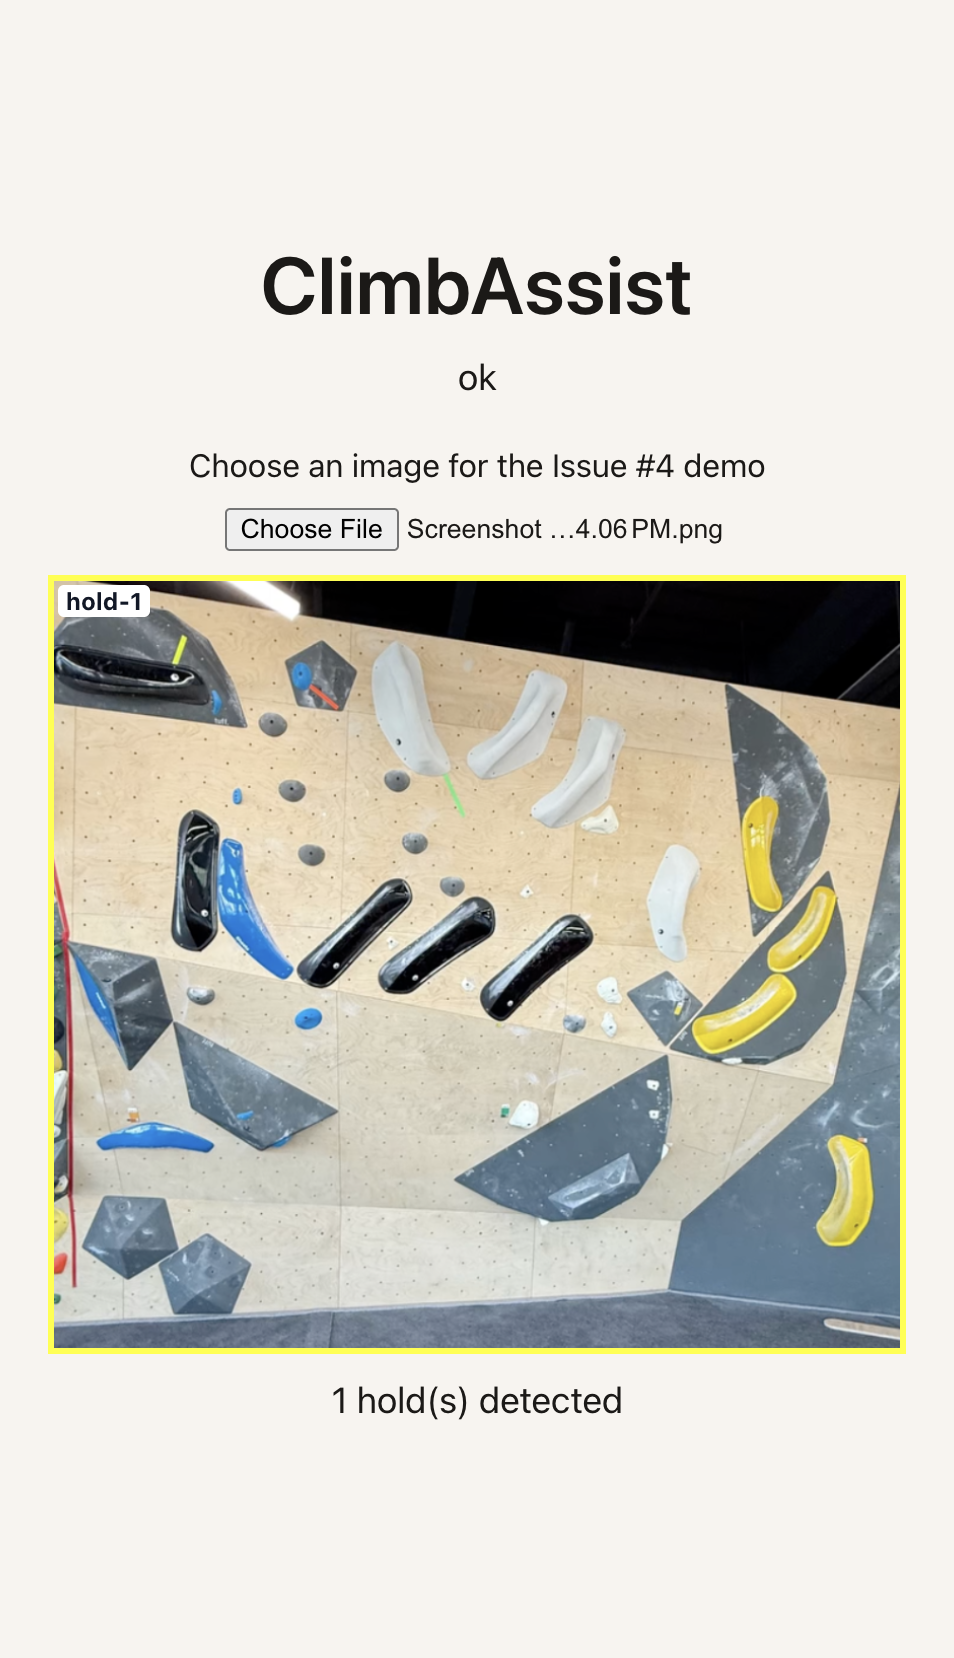 ClimbAssist
ok
Choose an image for the Issue #4 demo
Choose File Screenshot …4.06 PM.png
hold-1
1 hold(s) detected